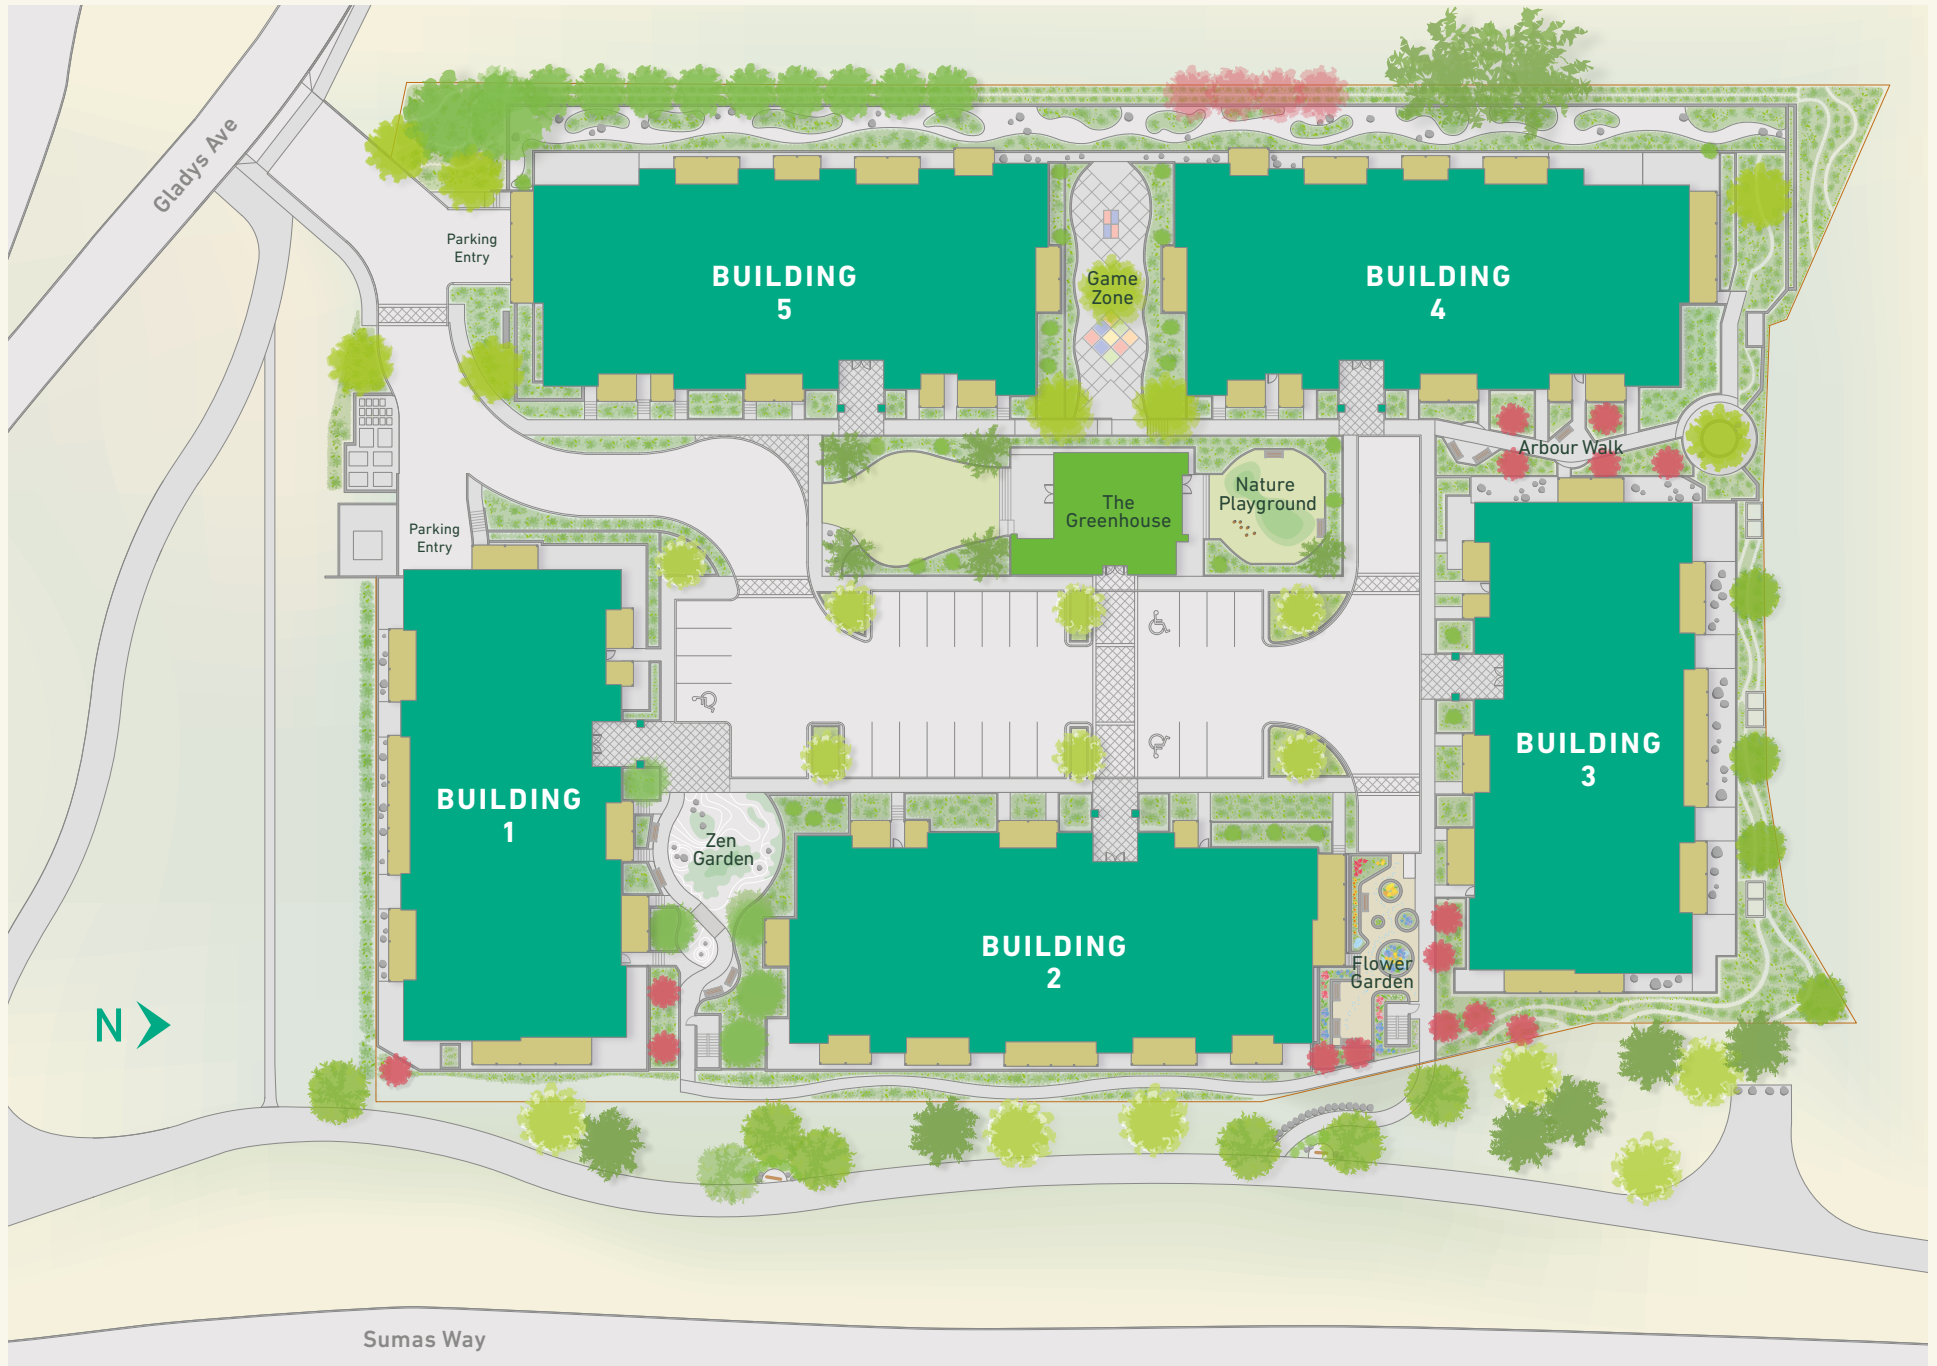 Gladys Ave
Parking
Entry
BUILDING
5
Game
Zone
BUILDING
4
Arbour Walk
Parking
Entry
The
Greenhouse
Nature
Playground
BUILDING
1
Zen
Garden
BUILDING
2
Flower
Garden
BUILDING
3
N
Sumas Way